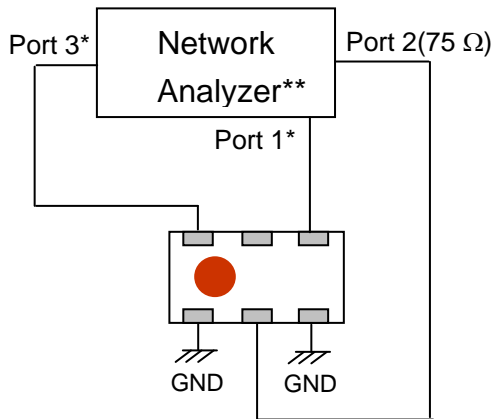 Port 3*
Network
Analyzer**
Port 2(75 Ω)
Port 1*
GND
GND